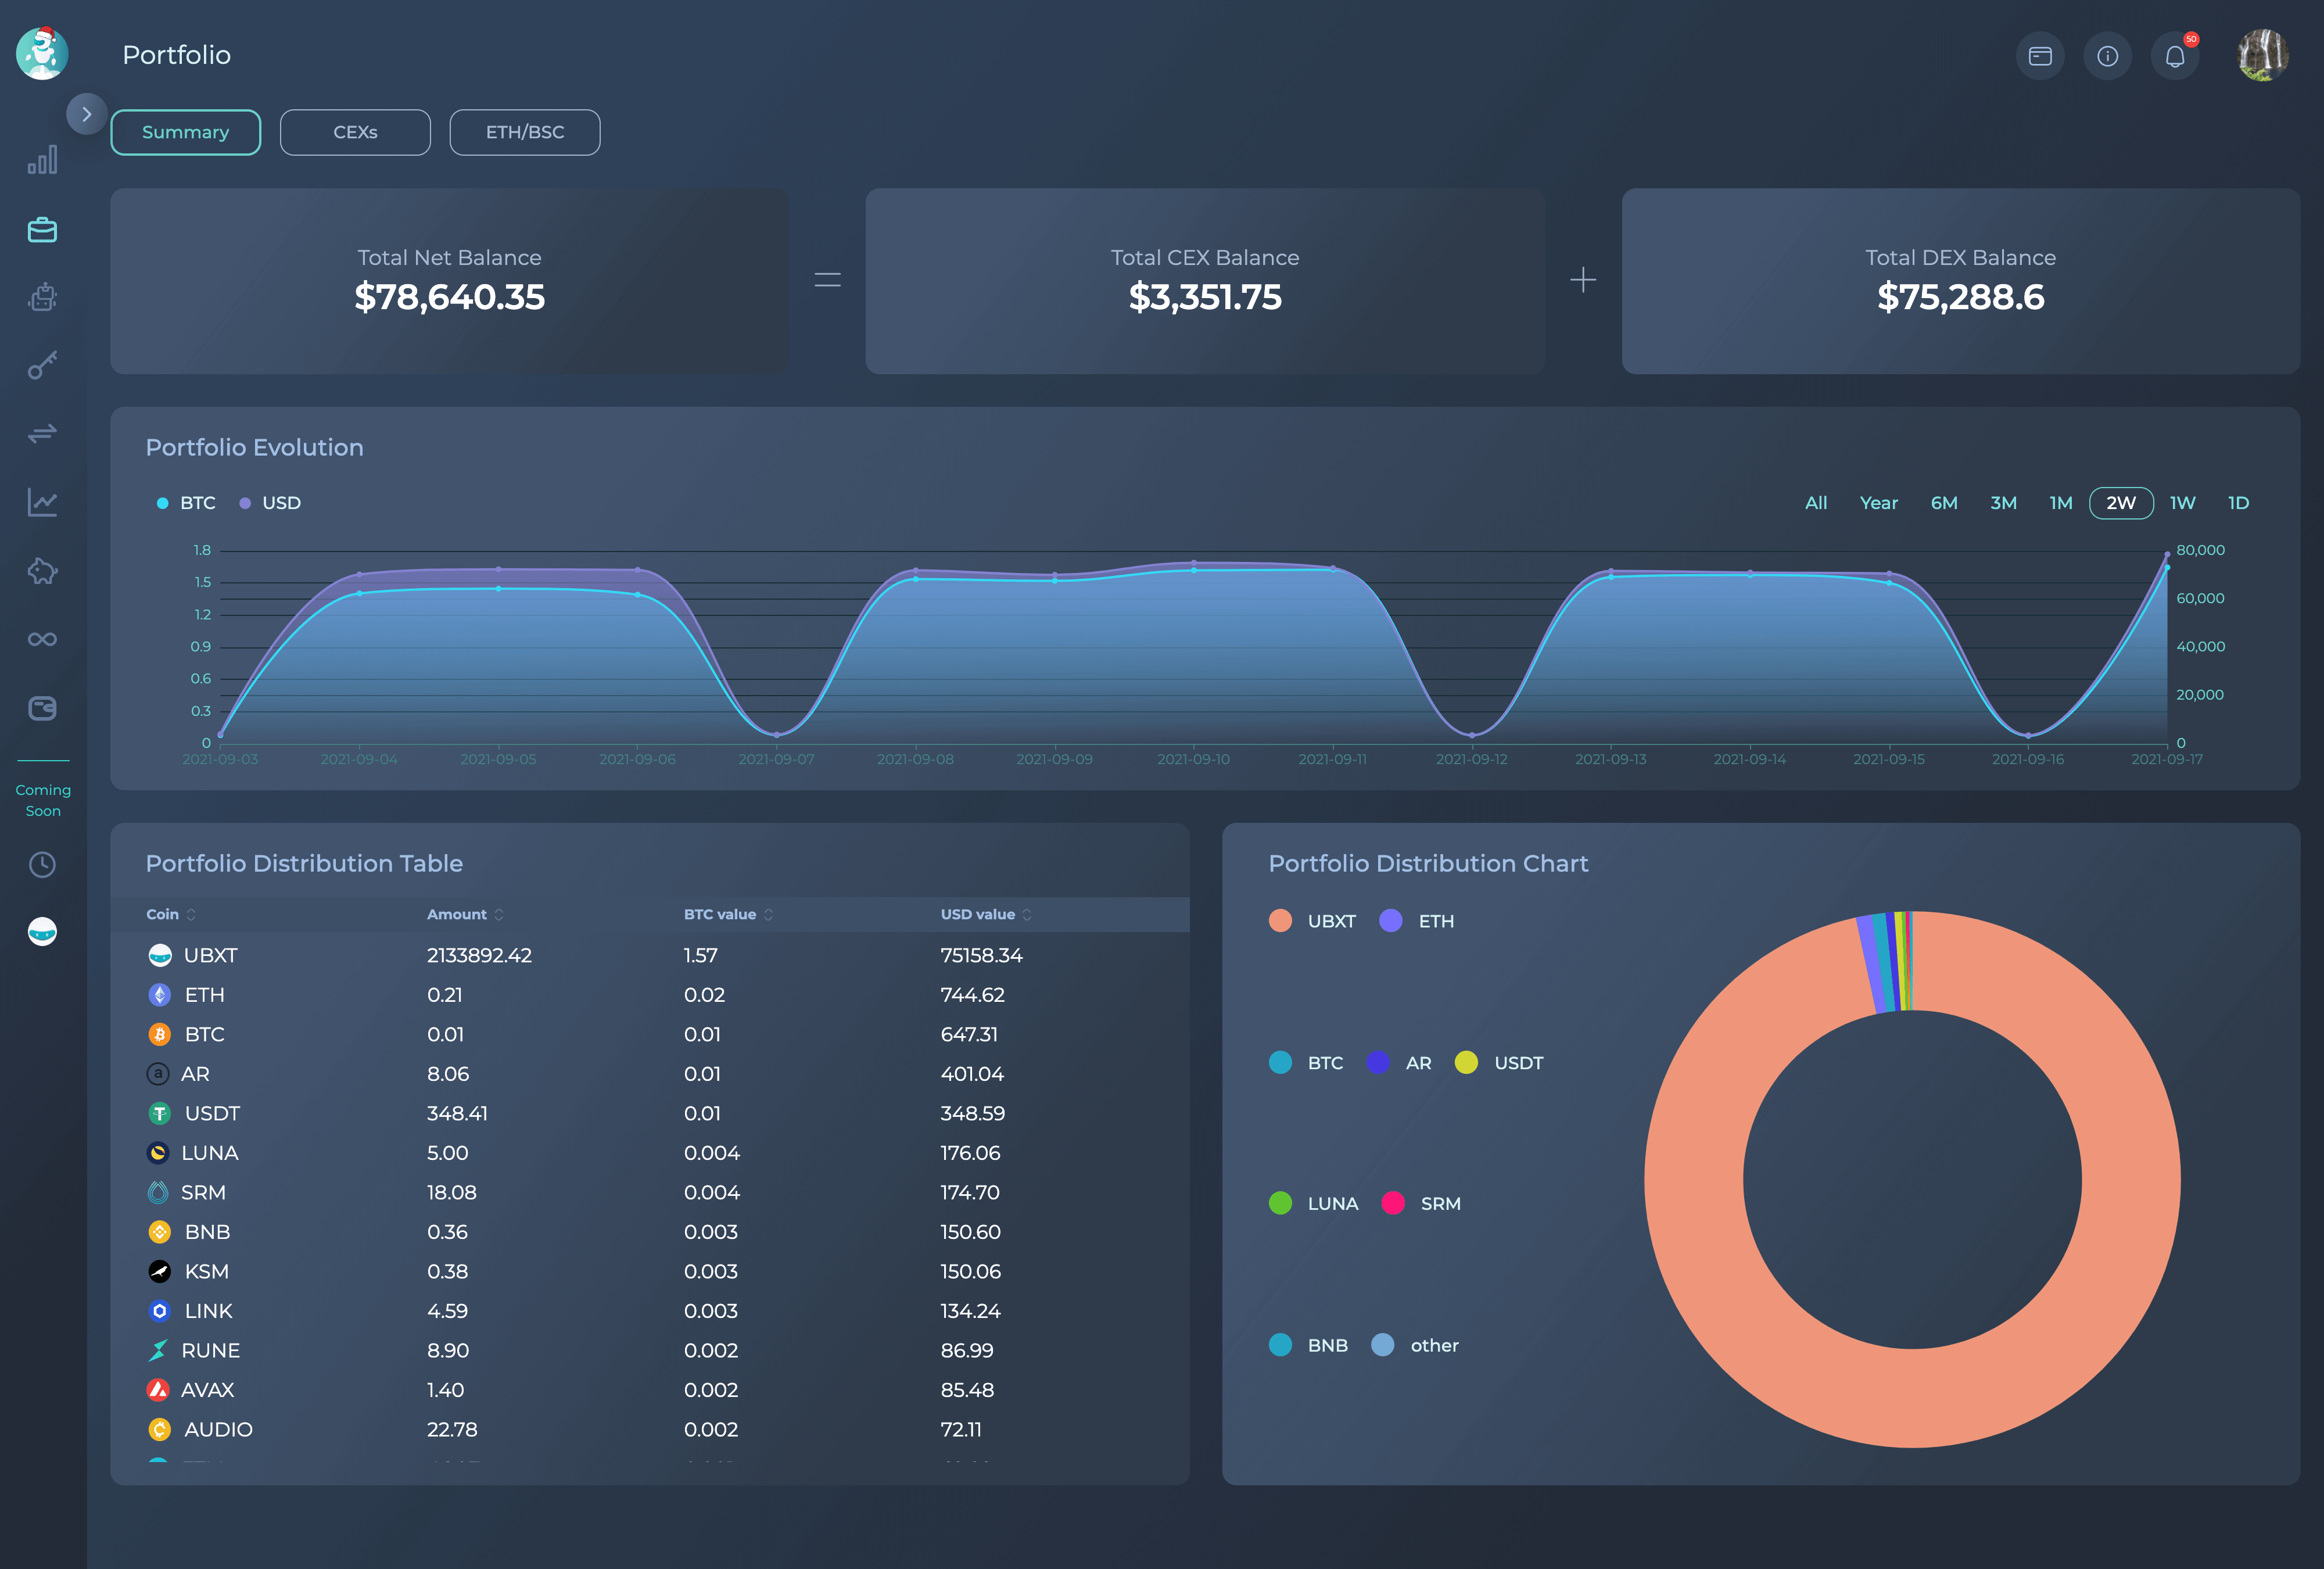 Portfolio
50
Summary CEXs ETH/BSC
Total Net Balance
$78,640.35
=
Total CEX Balance
$3,351.75
+
Total DEX Balance
$75,288.6
Portfolio Evolution
BTC USD
All Year 6M 3M 1M 2W 1W 1D
1.8 80,000
1.5
1.2 60,000
0.9 40,000
0.6
0.3 20,000
0 0
2021-09-03 2021-09-04 2021-09-05 2021-09-06 2021-09-07 2021-09-08 2021-09-09 2021-09-10 2021-09-11 2021-09-12 2021-09-13 2021-09-14 2021-09-15 2021-09-16 2021-09-17
Coming
Soon
Portfolio Distribution Table
Coin Amount BTC value USD value
UBXT 2133892.42 1.57 75158.34
ETH 0.21 0.02 744.62
BTC 0.01 0.01 647.31
AR 8.06 0.01 401.04
USDT 348.41 0.01 348.59
LUNA 5.00 0.004 176.06
SRM 18.08 0.004 174.70
BNB 0.36 0.003 150.60
KSM 0.38 0.003 150.06
LINK 4.59 0.003 134.24
RUNE 8.90 0.002 86.99
AVAX 1.40 0.002 85.48
AUDIO 22.78 0.002 72.11
Portfolio Distribution Chart
UBXT ETH
BTC AR USDT
LUNA SRM
BNB other